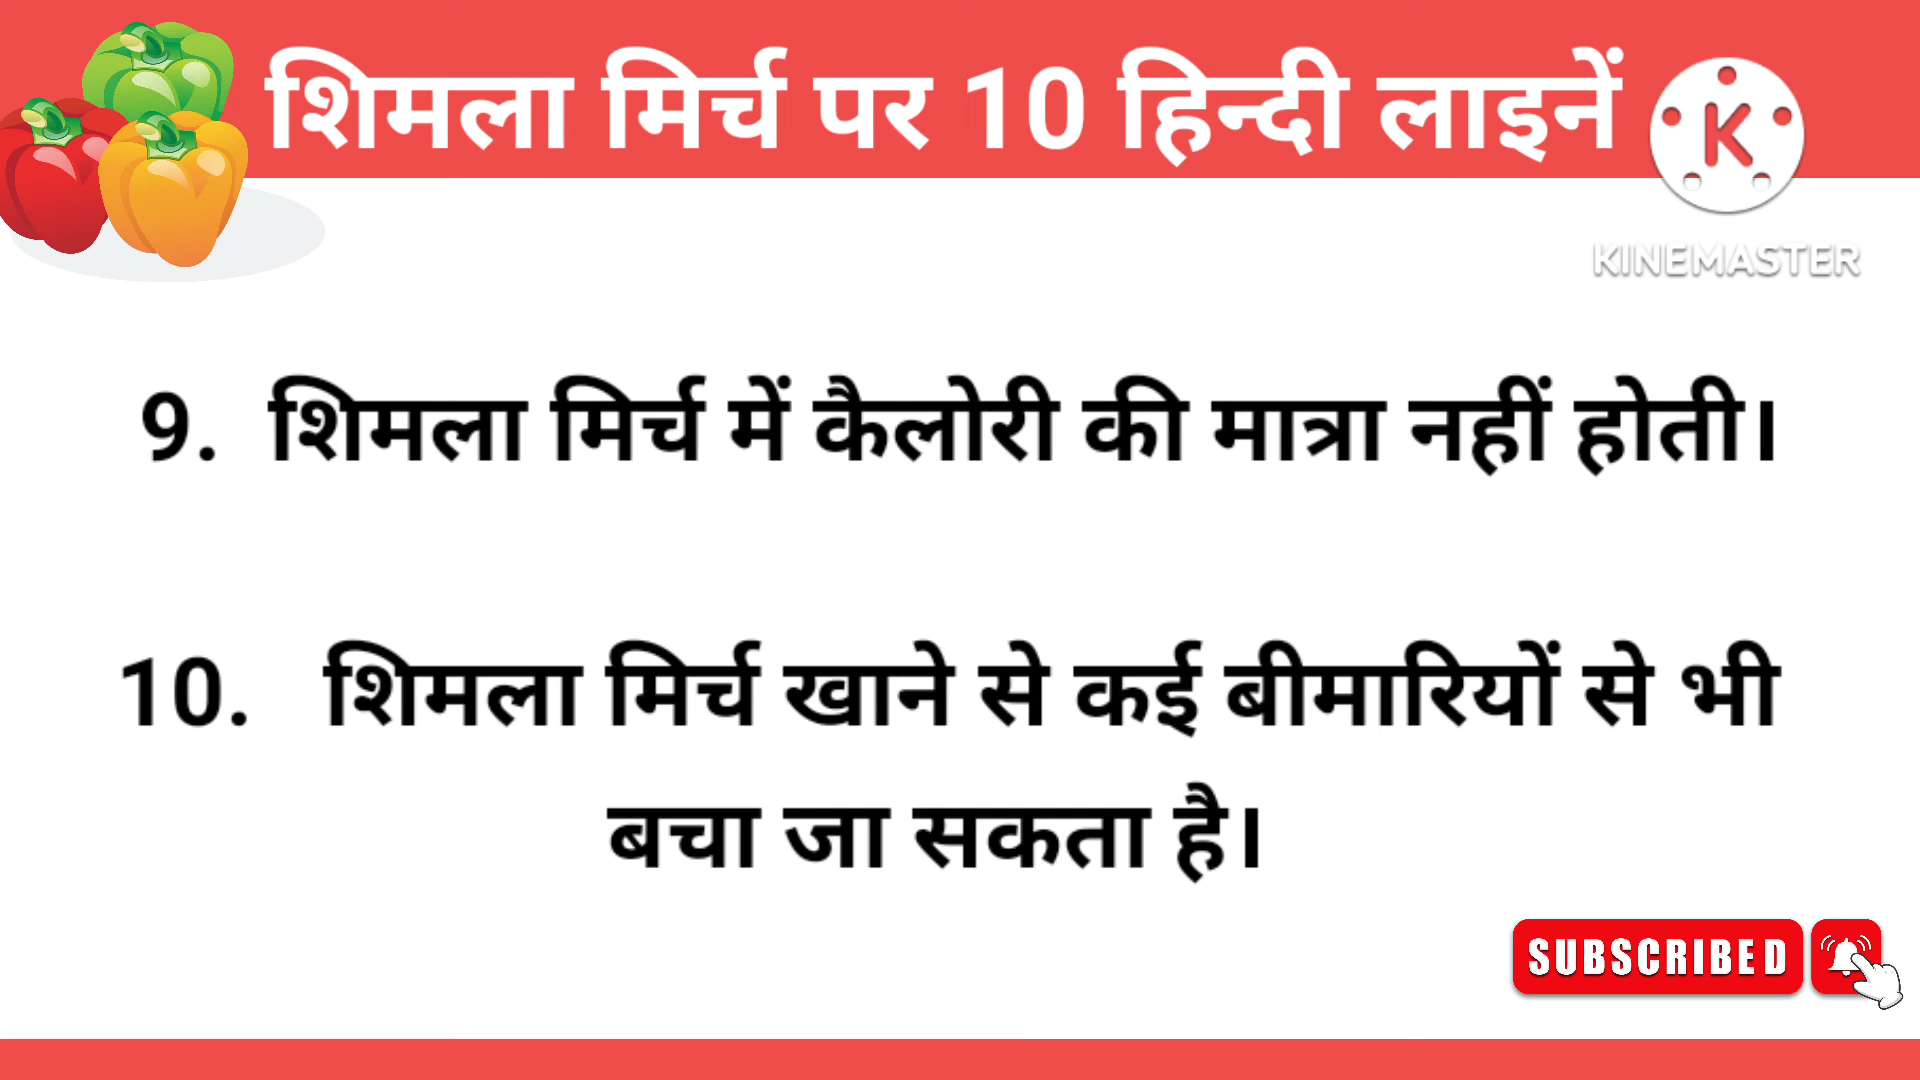 शिमला मिर्च पर 10 हिन्दी लाइनें
K
KINEMASTER
9. शिमला मिर्च में कैलोरी की मात्रा नहीं होती।
10. शिमला मिर्च खाने से कई बीमारियों से भी
बचा जा सकता है।
SUBSCRIBED